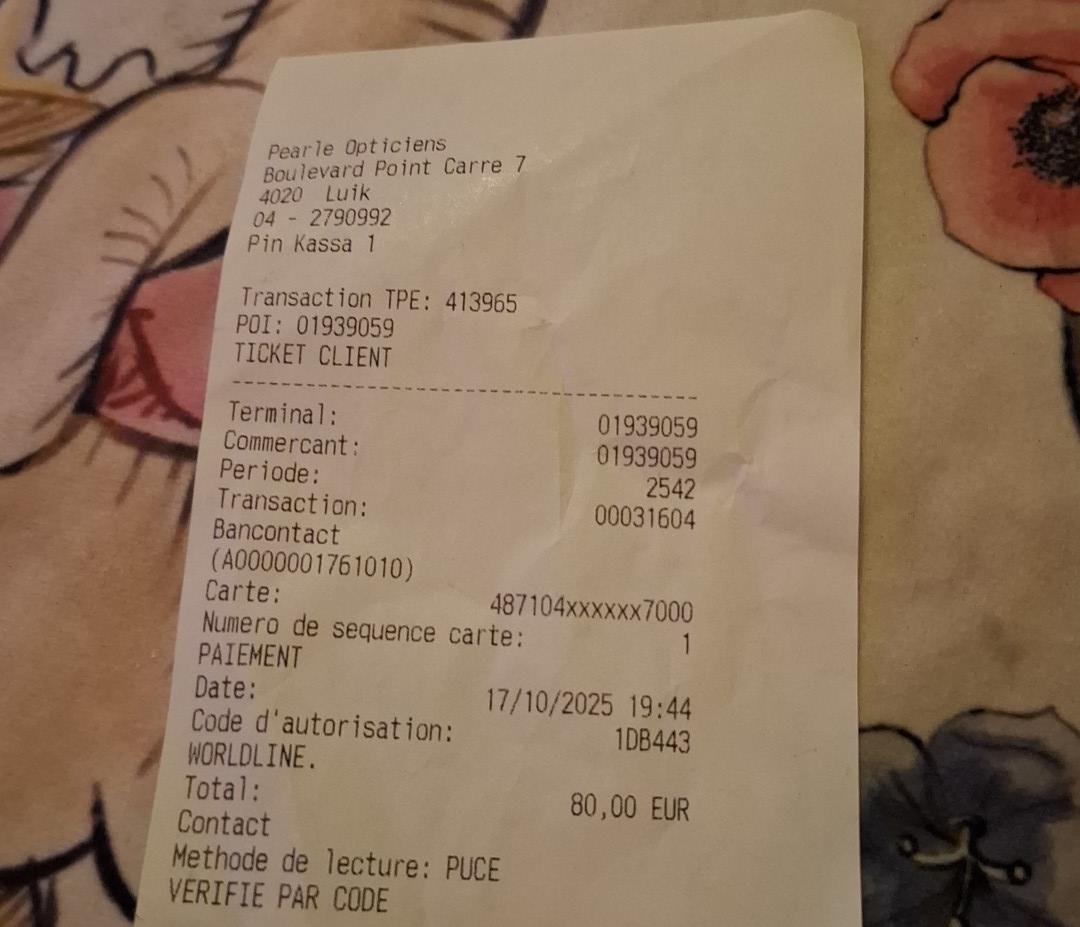 Pearle Opticiens
Boulevard Point Carre 7
4020 Luik
04 - 2790992
Pin Kassa 1
Transaction TPE: 413965
POI: 01939059
TICKET CLIENT
--------------------------------------
Terminal: 01939059
Commercant: 01939059
Periode: 2542
Transaction: 00031604
Bancontact
(A0000001761010)
Carte: 487104xxxxxx7000
Numero de sequence carte: 1
PAIEMENT
Date: 17/10/2025 19:44
Code d'autorisation: 1DB443
WORLDLINE.
Total: 80,00 EUR
Contact
Methode de lecture: PUCE
VERIFIE PAR CODE